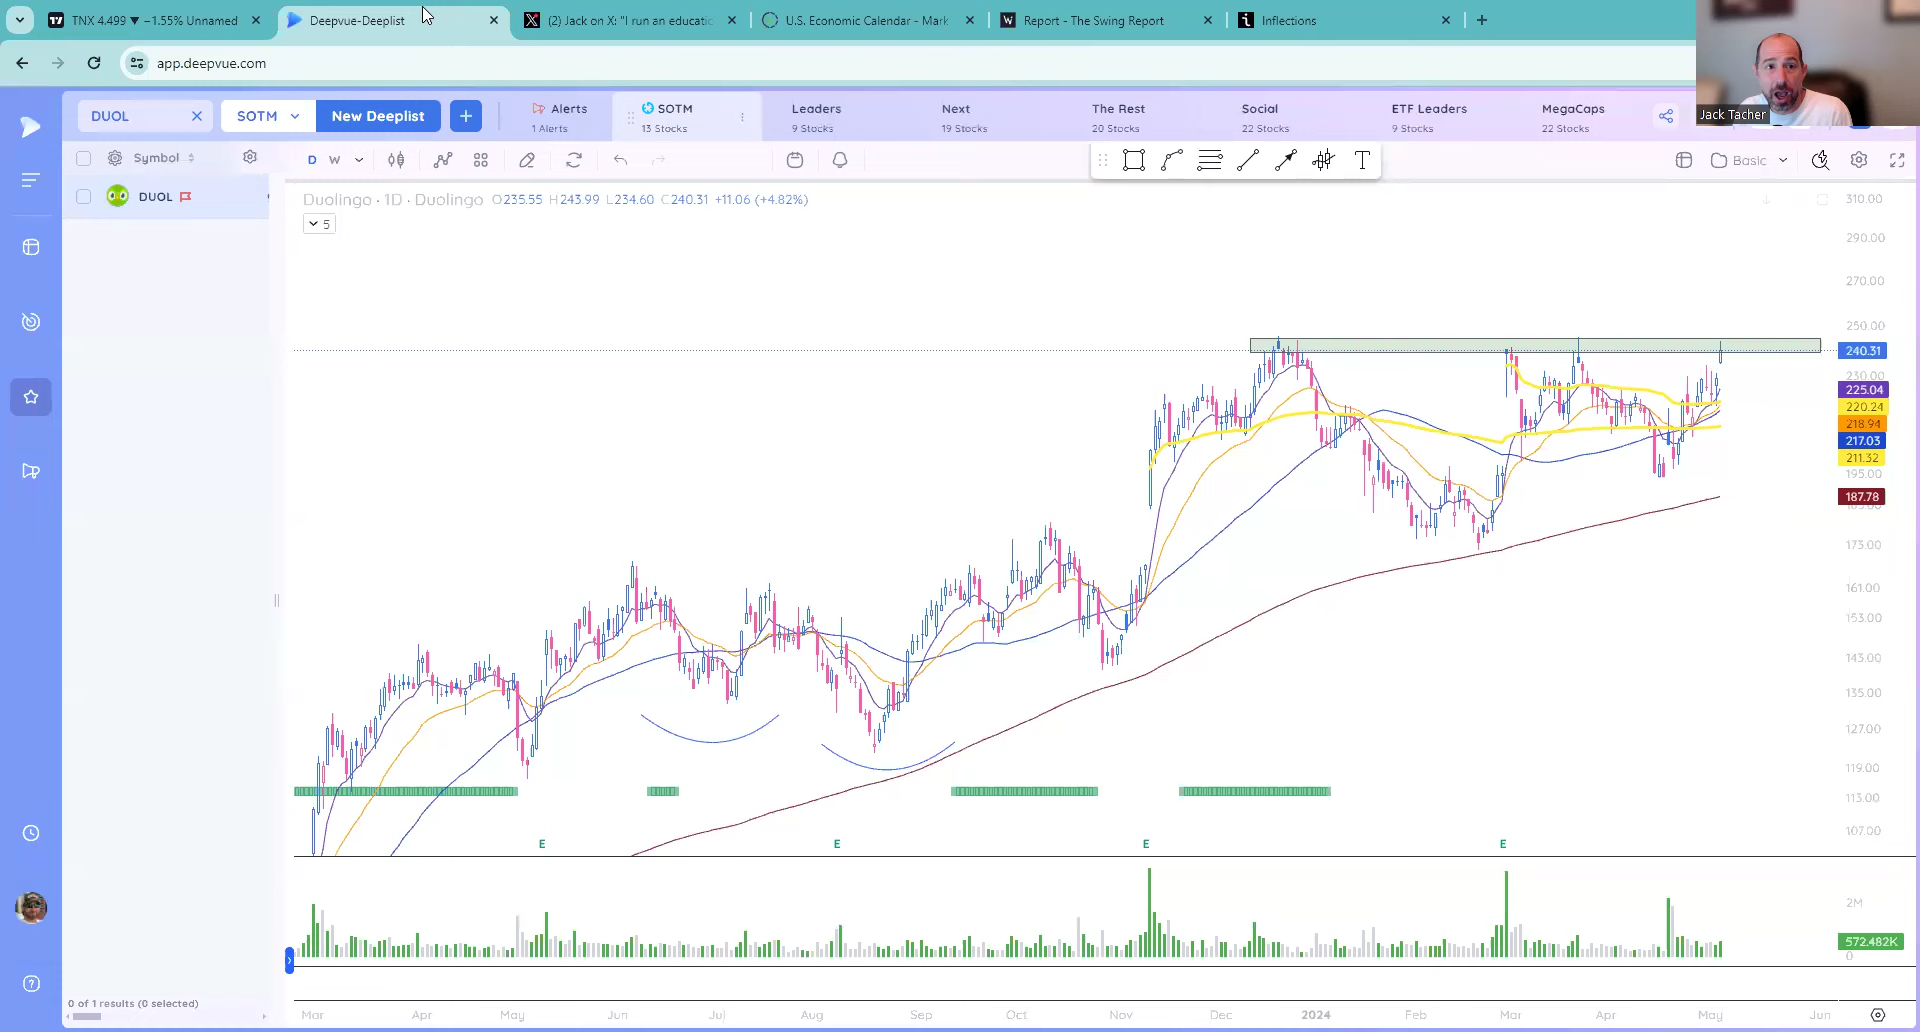 TNX 4.499 ▼ −1.55% Unnamed
Deepvue-Deeplist
(2) Jack on X: "I run an educatio
U.S. Economic Calendar - Mark
Report - The Swing Report
Inflections
app.deepvue.com
Jack Tacher
DUOL
SOTM
New Deeplist
Alerts
1 Alerts
SOTM
13 Stocks
Leaders
9 Stocks
Next
19 Stocks
The Rest
20 Stocks
Social
22 Stocks
ETF Leaders
9 Stocks
MegaCaps
22 Stocks
Symbol
D W
T
Basic
DUOL
Duolingo · 1D · Duolingo O235.55 H243.99 L234.60 C240.31 +11.06 (+4.82%)
5
310.00
290.00
270.00
250.00
240.31
230.00
225.04
220.24
218.94
217.03
211.32
195.00
187.78
185.00
175.00
161.00
153.00
145.00
135.00
127.00
119.00
113.00
107.00
E E E E
2M
572.482K
0
0 of 1 results (0 selected)
Mar Apr May Jun Jul Aug Sep Oct Nov Dec 2024 Feb Mar Apr May Jun